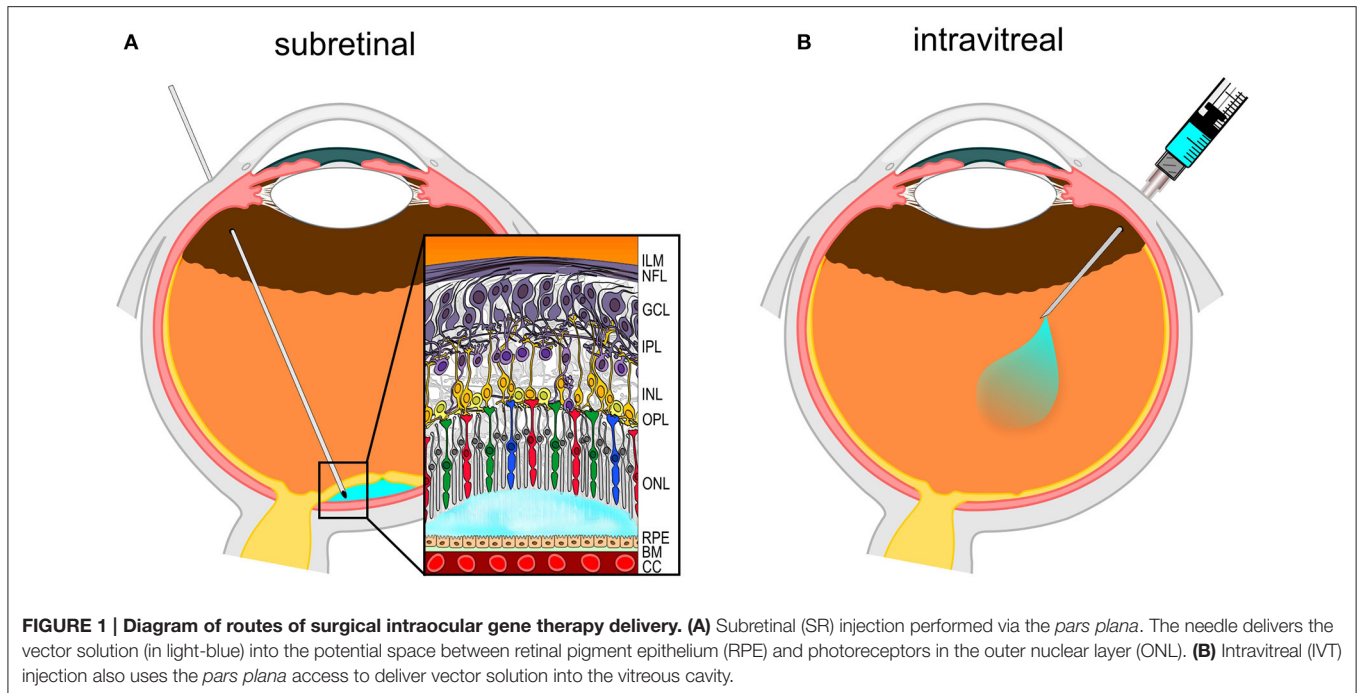 A
subretinal
B
intravitreal
ILM
NFL
GCL
IPL
INL
OPL
ONL
RPE
BM
CC
FIGURE 1 | Diagram of routes of surgical intraocular gene therapy delivery. (A) Subretinal (SR) injection performed via the pars plana. The needle delivers the
vector solution (in light-blue) into the potential space between retinal pigment epithelium (RPE) and photoreceptors in the outer nuclear layer (ONL). (B) Intravitreal (IVT)
injection also uses the pars plana access to deliver vector solution into the vitreous cavity.